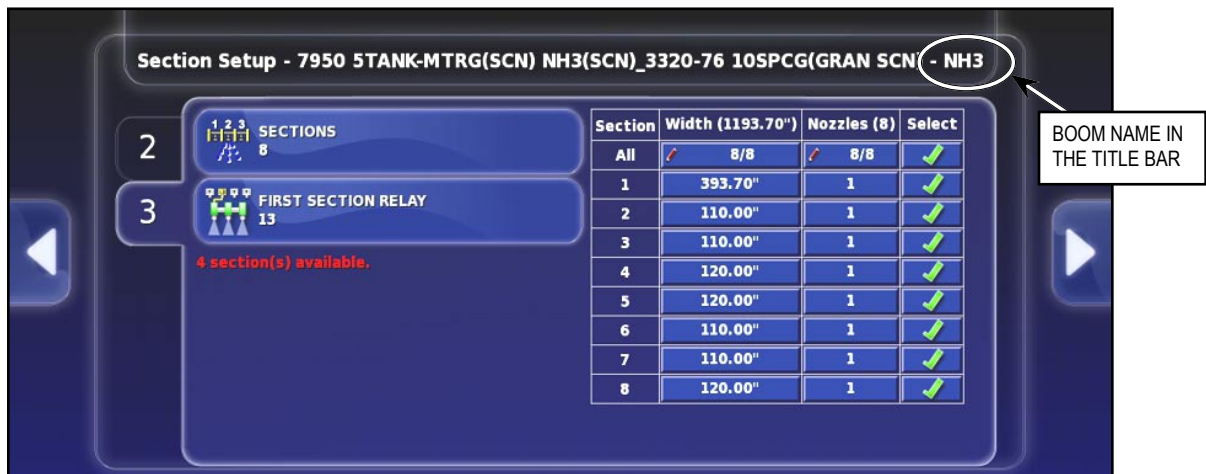 Section Setup - 7950 5TANK-MTRG(SCN) NH3(SCN)_3320-76 10SPCG(GRAN SCN) - NH3
BOOM NAME IN
THE TITLE BAR
2
3
1 2 3
SECTIONS
8
FIRST SECTION RELAY
13
4 section(s) available.
Section Width (1193.70") Nozzles (8) Select
All 8/8 8/8
1 393.70" 1
2 110.00" 1
3 110.00" 1
4 120.00" 1
5 120.00" 1
6 110.00" 1
7 110.00" 1
8 120.00" 1